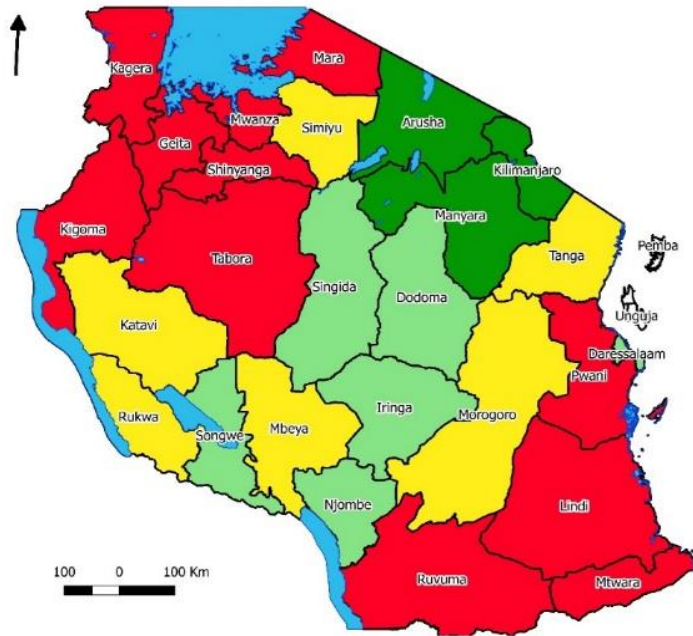 Mara
Kagera
Mwanza
Simiyu
Arusha
Geita
Shinyanga
Kilimanjaro
Manyara
Kigoma
Pemba
Tanga
Tabora
Singida
Dodoma
Unguja
Katavi
Daressalaam
Pwani
Rukwa
Iringa
Morogoro
Songwe
Mbeya
Njombe
Lindi
100 0 100 Km
Ruvuma
Mtwara